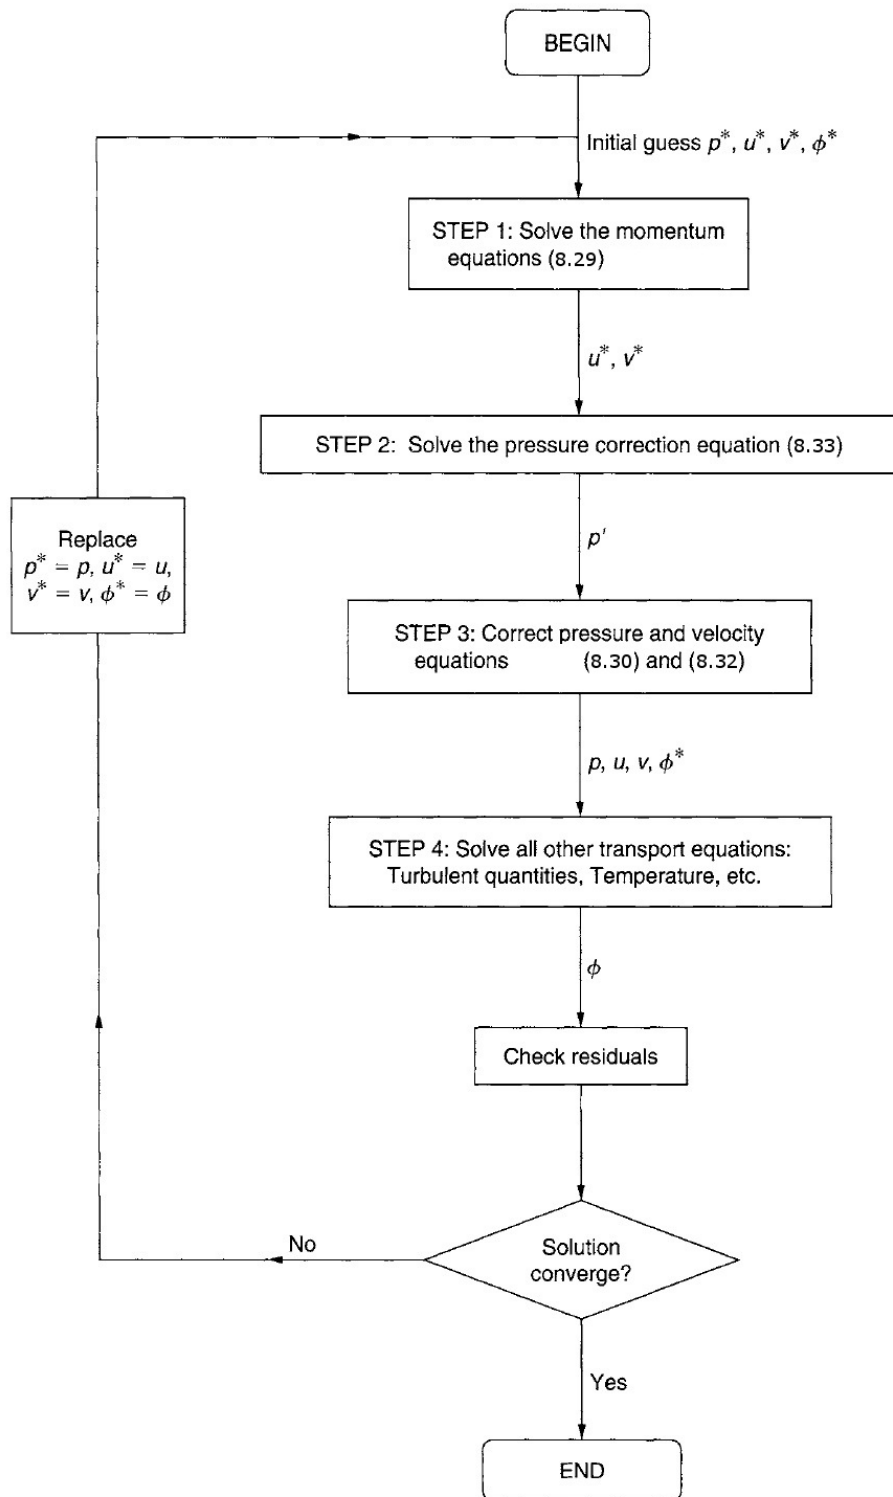 BEGIN
Initial guess p*, u*, v*, ϕ*
STEP 1: Solve the momentum
equations (8.29)
u*, v*
STEP 2: Solve the pressure correction equation (8.33)
p'
Replace
p* = p, u* = u,
v* = v, ϕ* = ϕ
STEP 3: Correct pressure and velocity
equations (8.30) and (8.32)
p, u, v, ϕ*
STEP 4: Solve all other transport equations:
Turbulent quantities, Temperature, etc.
ϕ
Check residuals
No
Solution
converge?
Yes
END